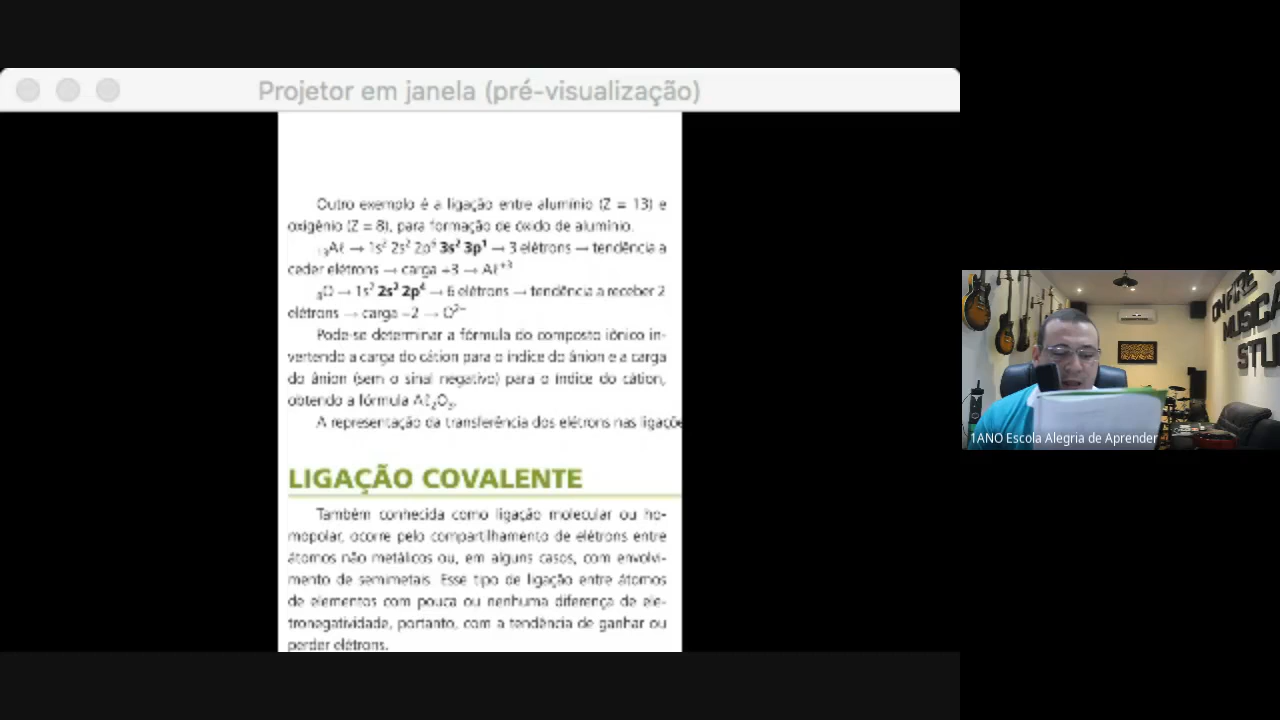 Projetor em janela (pré-visualização)
Outro exemplo é a ligação entre alumínio (Z = 13) e
oxigênio (Z = 8), para formação de óxido de alumínio.
₁₃Aℓ → 1s² 2s² 2p⁶ 3s² 3p¹ → 3 elétrons → tendência a
ceder elétrons → carga +3 → Aℓ⁺³
₈O → 1s² 2s² 2p⁴ → 6 elétrons → tendência a receber 2
elétrons → carga –2 → O²⁻
Pode-se determinar a fórmula do composto iônico in-
vertendo a carga do cátion para o índice do ânion e a carga
do ânion (sem o sinal negativo) para o índice do cátion,
obtendo a fórmula Aℓ₂O₃.
A representação da transferência dos elétrons nas ligaçõe
LIGAÇÃO COVALENTE
Também conhecida como ligação molecular ou ho-
mopolar, ocorre pelo compartilhamento de elétrons entre
átomos não metálicos ou, em alguns casos, com envolvi-
mento de semimetais. Esse tipo de ligação entre átomos
de elementos com pouca ou nenhuma diferença de ele-
tronegatividade, portanto, com a tendência de ganhar ou
perder elétrons.
ON FIRE
MUSICA
STU
1ANO Escola Alegria de Aprender